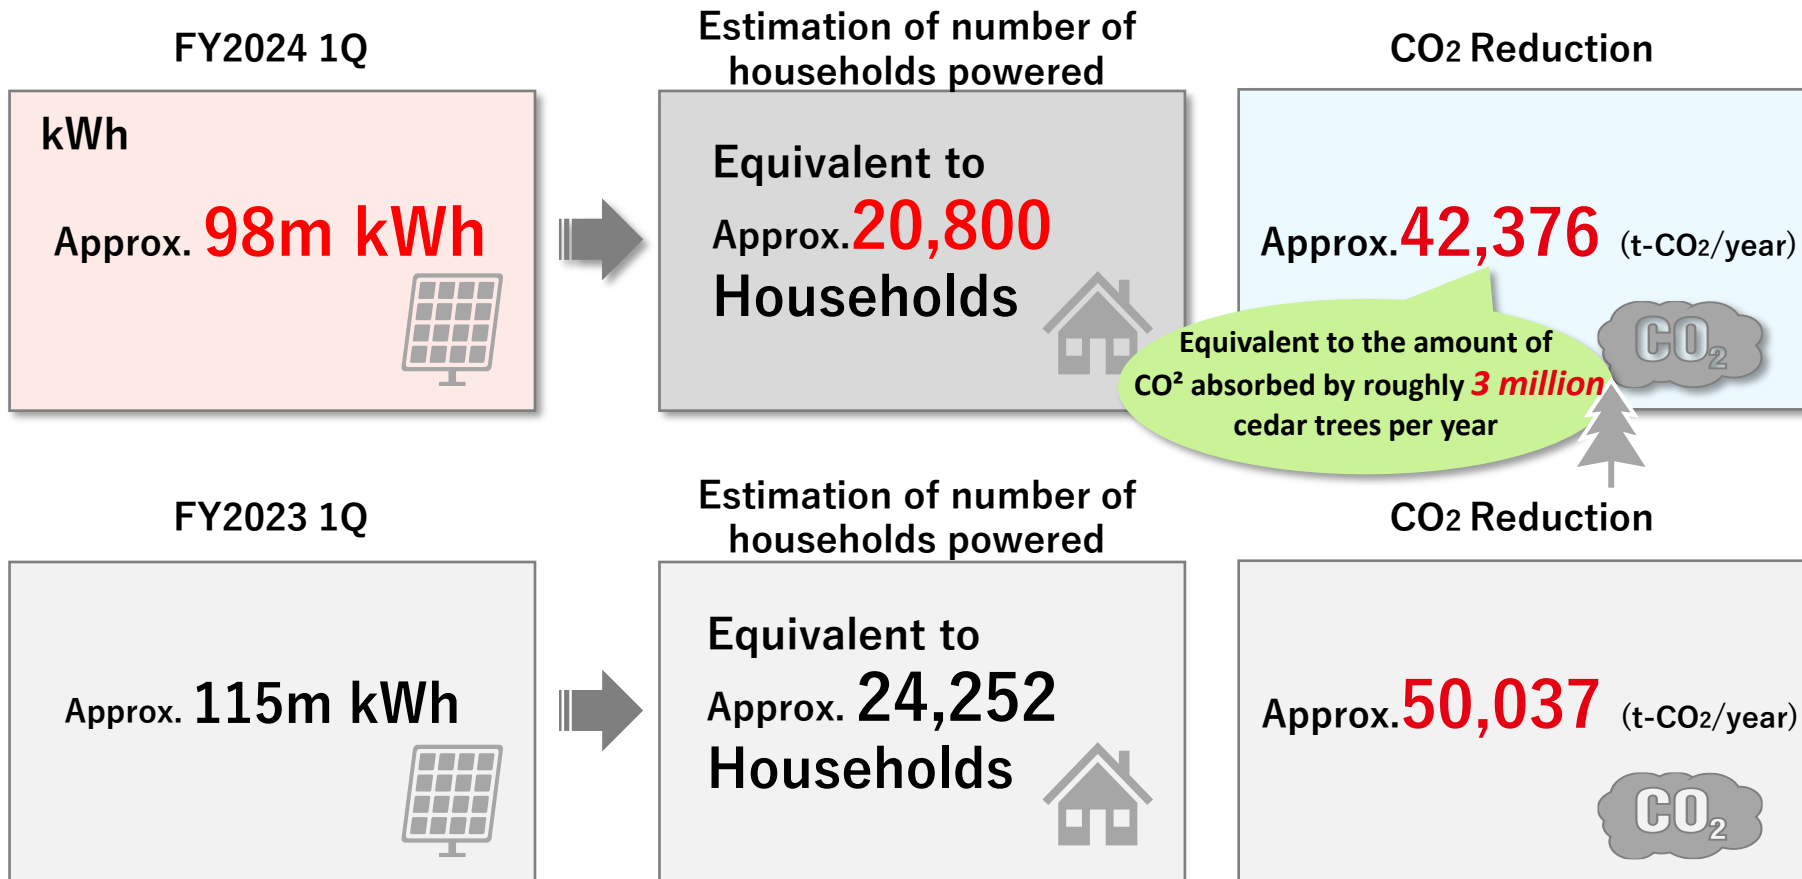 FY2024 1Q
kWh
Approx. 98m kWh
Estimation of number of
households powered
Equivalent to
Approx.20,800
Households
CO2 Reduction
Approx.42,376 (t-CO2/year)
Equivalent to the amount of
CO² absorbed by roughly 3 million
cedar trees per year
CO2
FY2023 1Q
Approx. 115m kWh
Estimation of number of
households powered
Equivalent to
Approx. 24,252
Households
CO2 Reduction
Approx.50,037 (t-CO2/year)
CO2